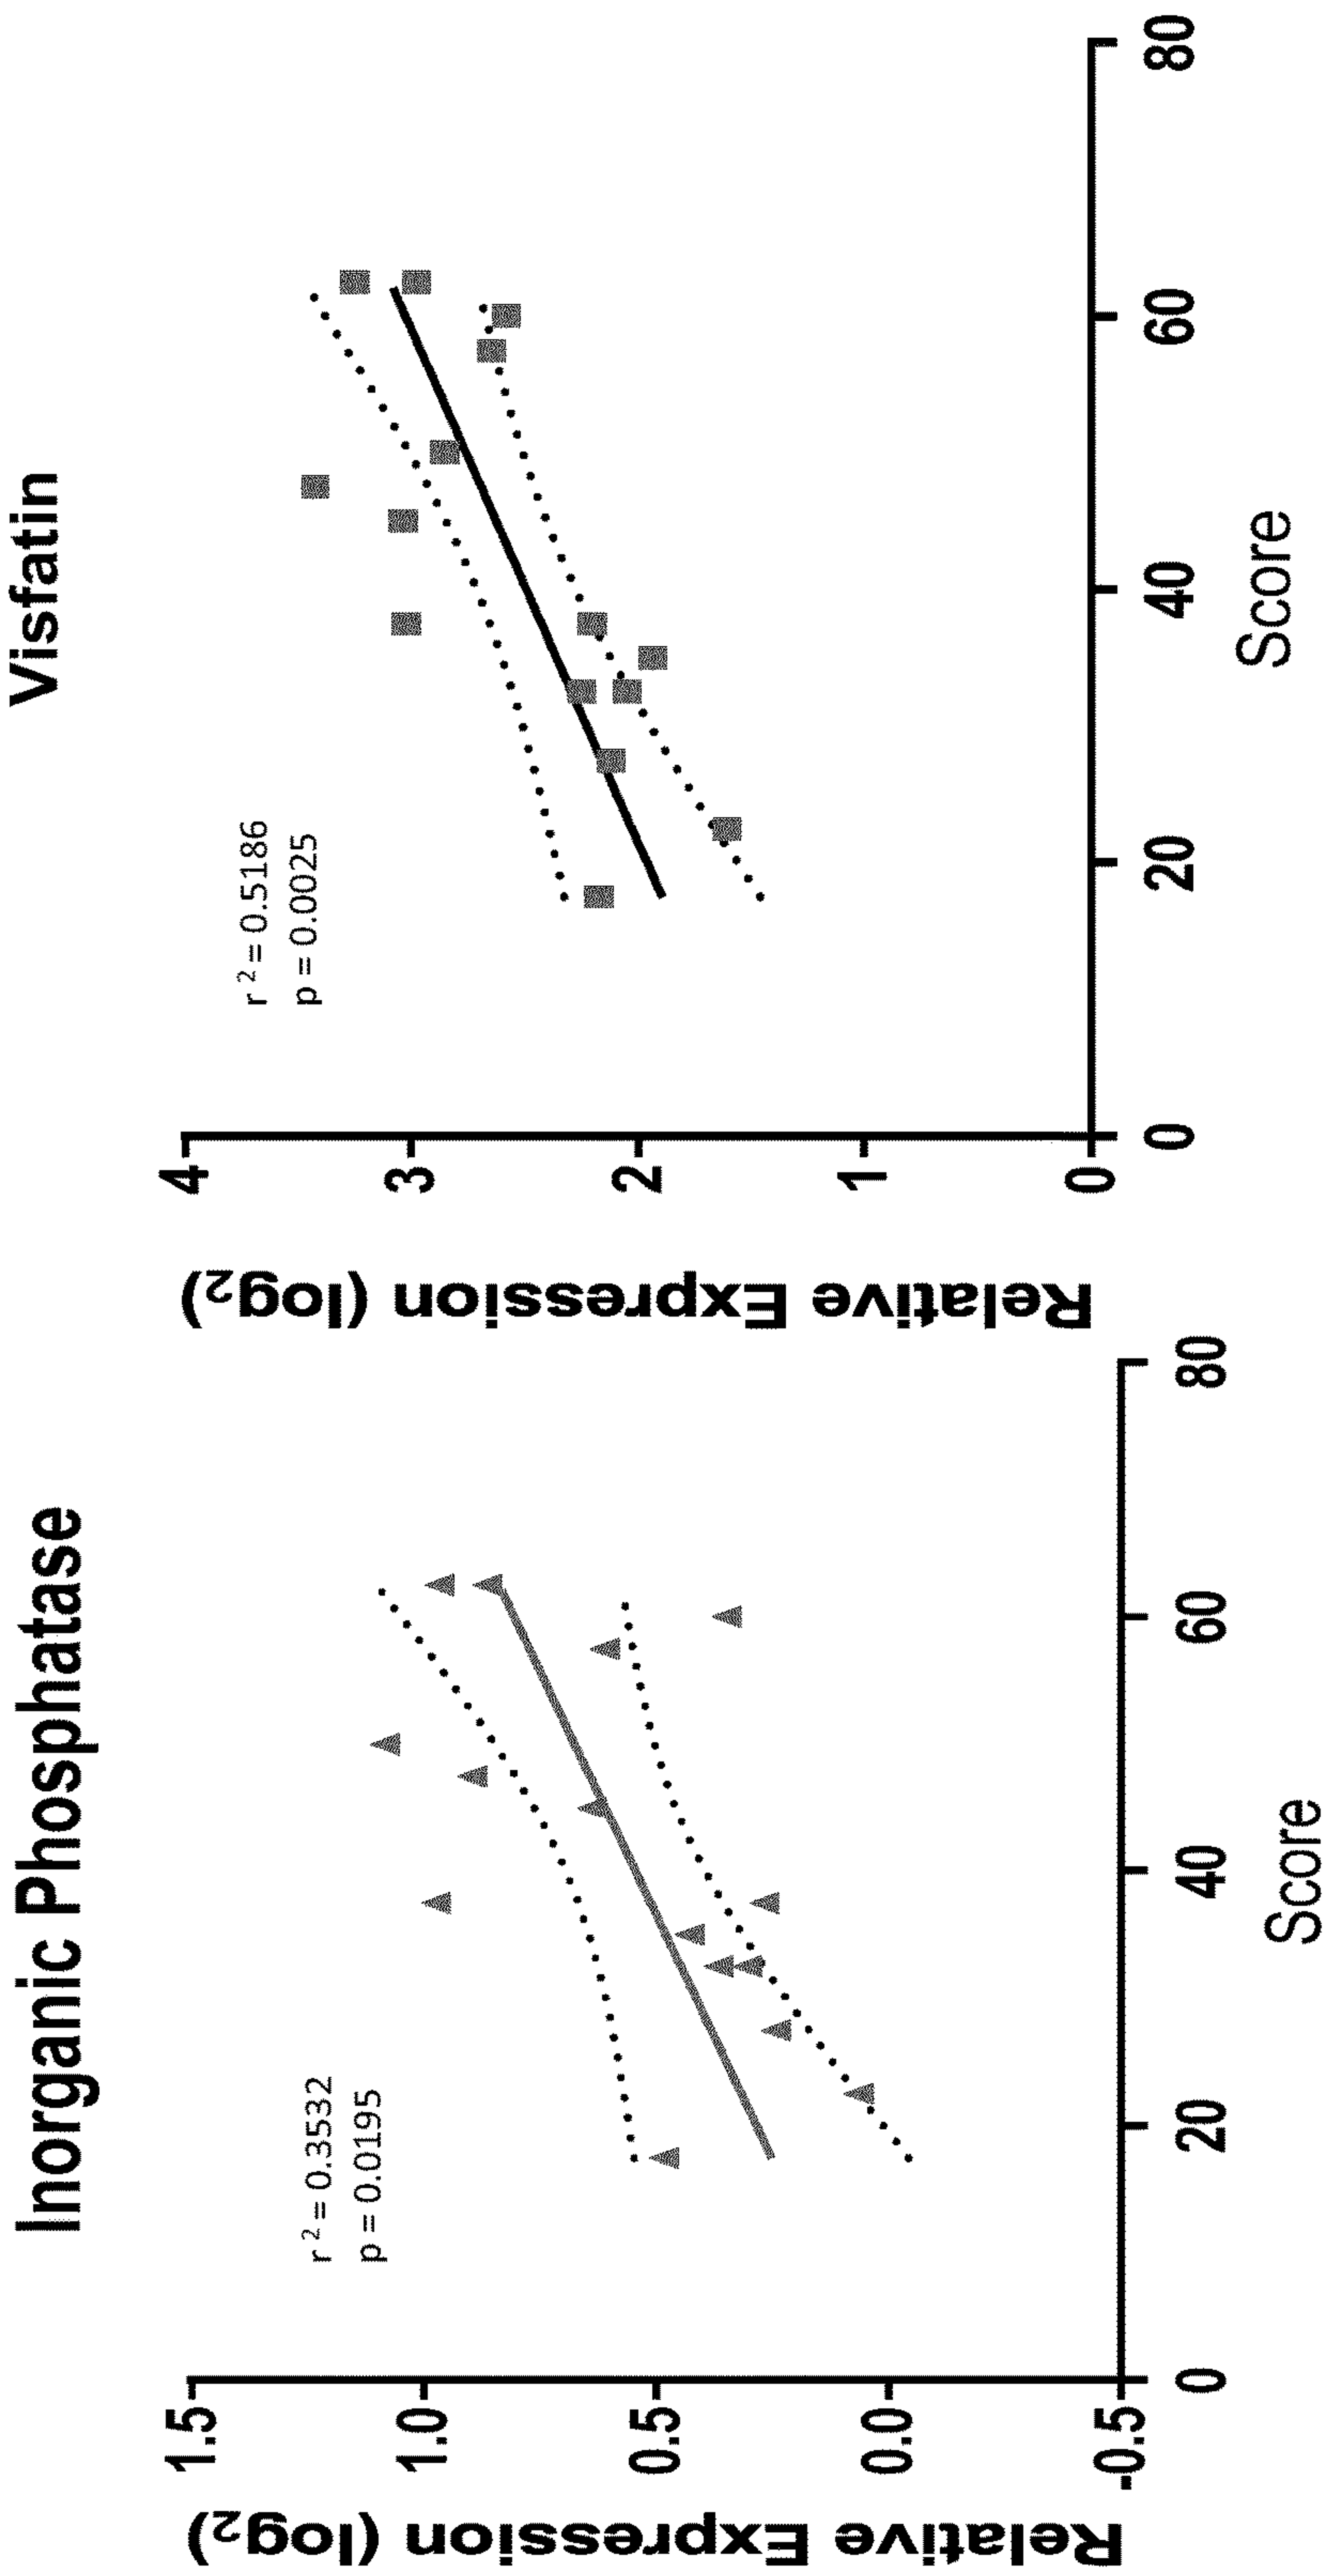 Inorganic Phosphatase
r² = 0.3532
p = 0.0195
Relative Expression (log₂)
1.5
1.0
0.5
0.0
-0.5
0 20 40 60 80
Score
Visfatin
r² = 0.5186
p = 0.0025
Relative Expression (log₂)
4
3
2
1
0
0 20 40 60 80
Score